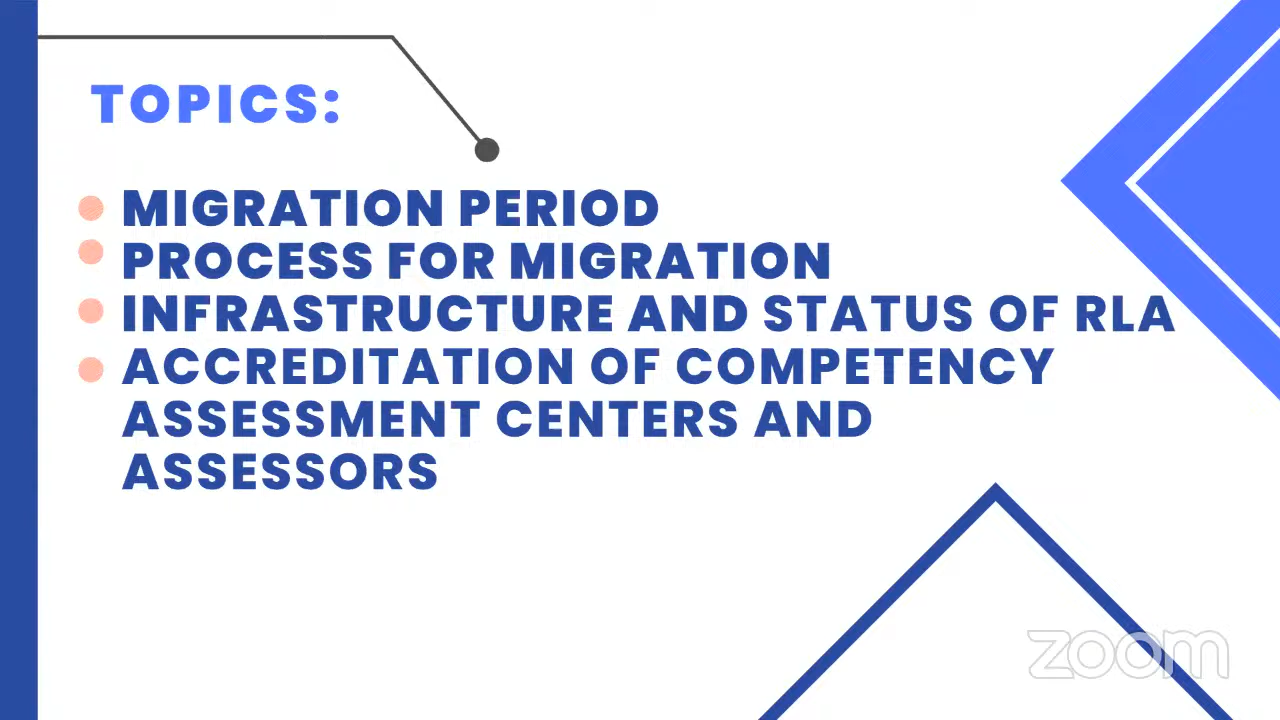 TOPICS:
MIGRATION PERIOD
PROCESS FOR MIGRATION
INFRASTRUCTURE AND STATUS OF RLA
ACCREDITATION OF COMPETENCY
ASSESSMENT CENTERS AND
ASSESSORS
zoom